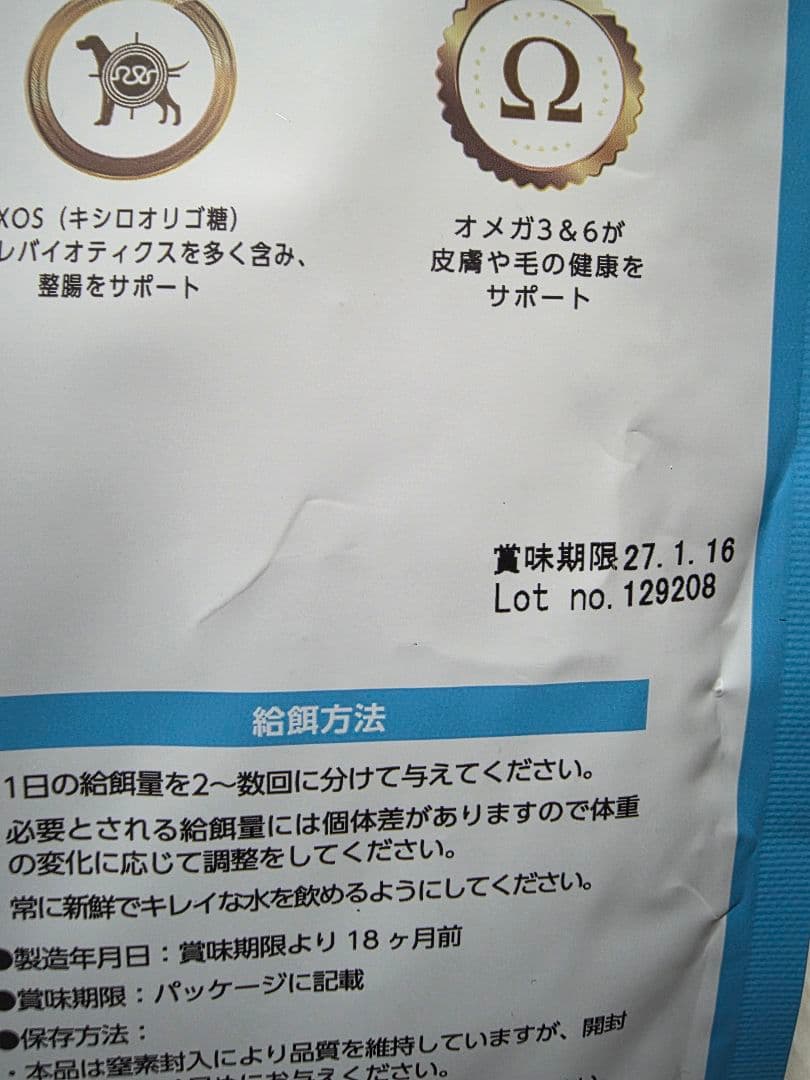 XOS（キシロオリゴ糖）
レバイオティクスを多く含み、
整腸をサポート
Ω
オメガ3＆6が
皮膚や毛の健康を
サポート
賞味期限27.1.16
Lot no.129208
給餌方法
1日の給餌量を2〜数回に分けて与えてください。
必要とされる給餌量には個体差がありますので体重
の変化に応じて調整をしてください。
常に新鮮でキレイな水を飲めるようにしてください。
●製造年月日：賞味期限より 18 ヶ月前
●賞味期限：パッケージに記載
●保存方法：
・本品は窒素封入により品質を維持していますが、開封
にお与えください。